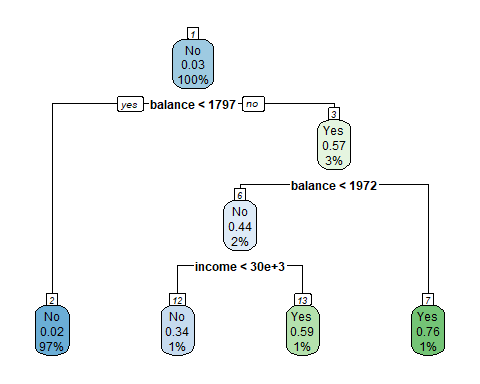 1
No
0.03
100%
yes balance < 1797 no
3
Yes
0.57
3%
balance < 1972
6
No
0.44
2%
income < 30e+3
2
No
0.02
97%
12
No
0.34
1%
13
Yes
0.59
1%
7
Yes
0.76
1%